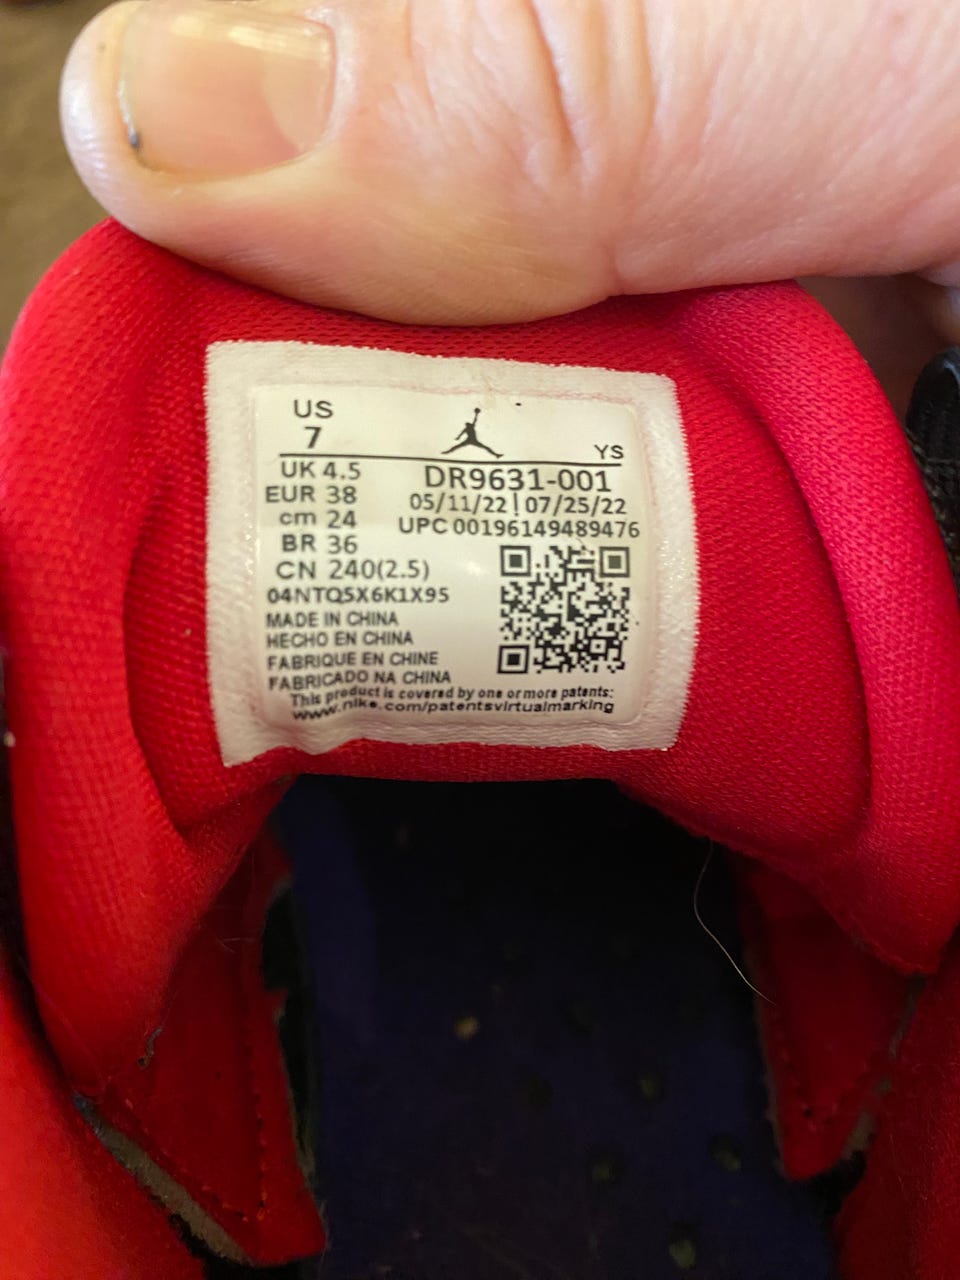 US
7
YS
UK 4.5
EUR 38
cm 24
BR 36
CN 240(2.5)
DR9631-001
05/11/22|07/25/22
UPC 00196149489476
04NTQ5X6K1X95
MADE IN CHINA
HECHO EN CHINA
FABRIQUE EN CHINE
FABRICADO NA CHINA
This product is covered by one or more patents:
www.nike.com/patentsvirtualmarking